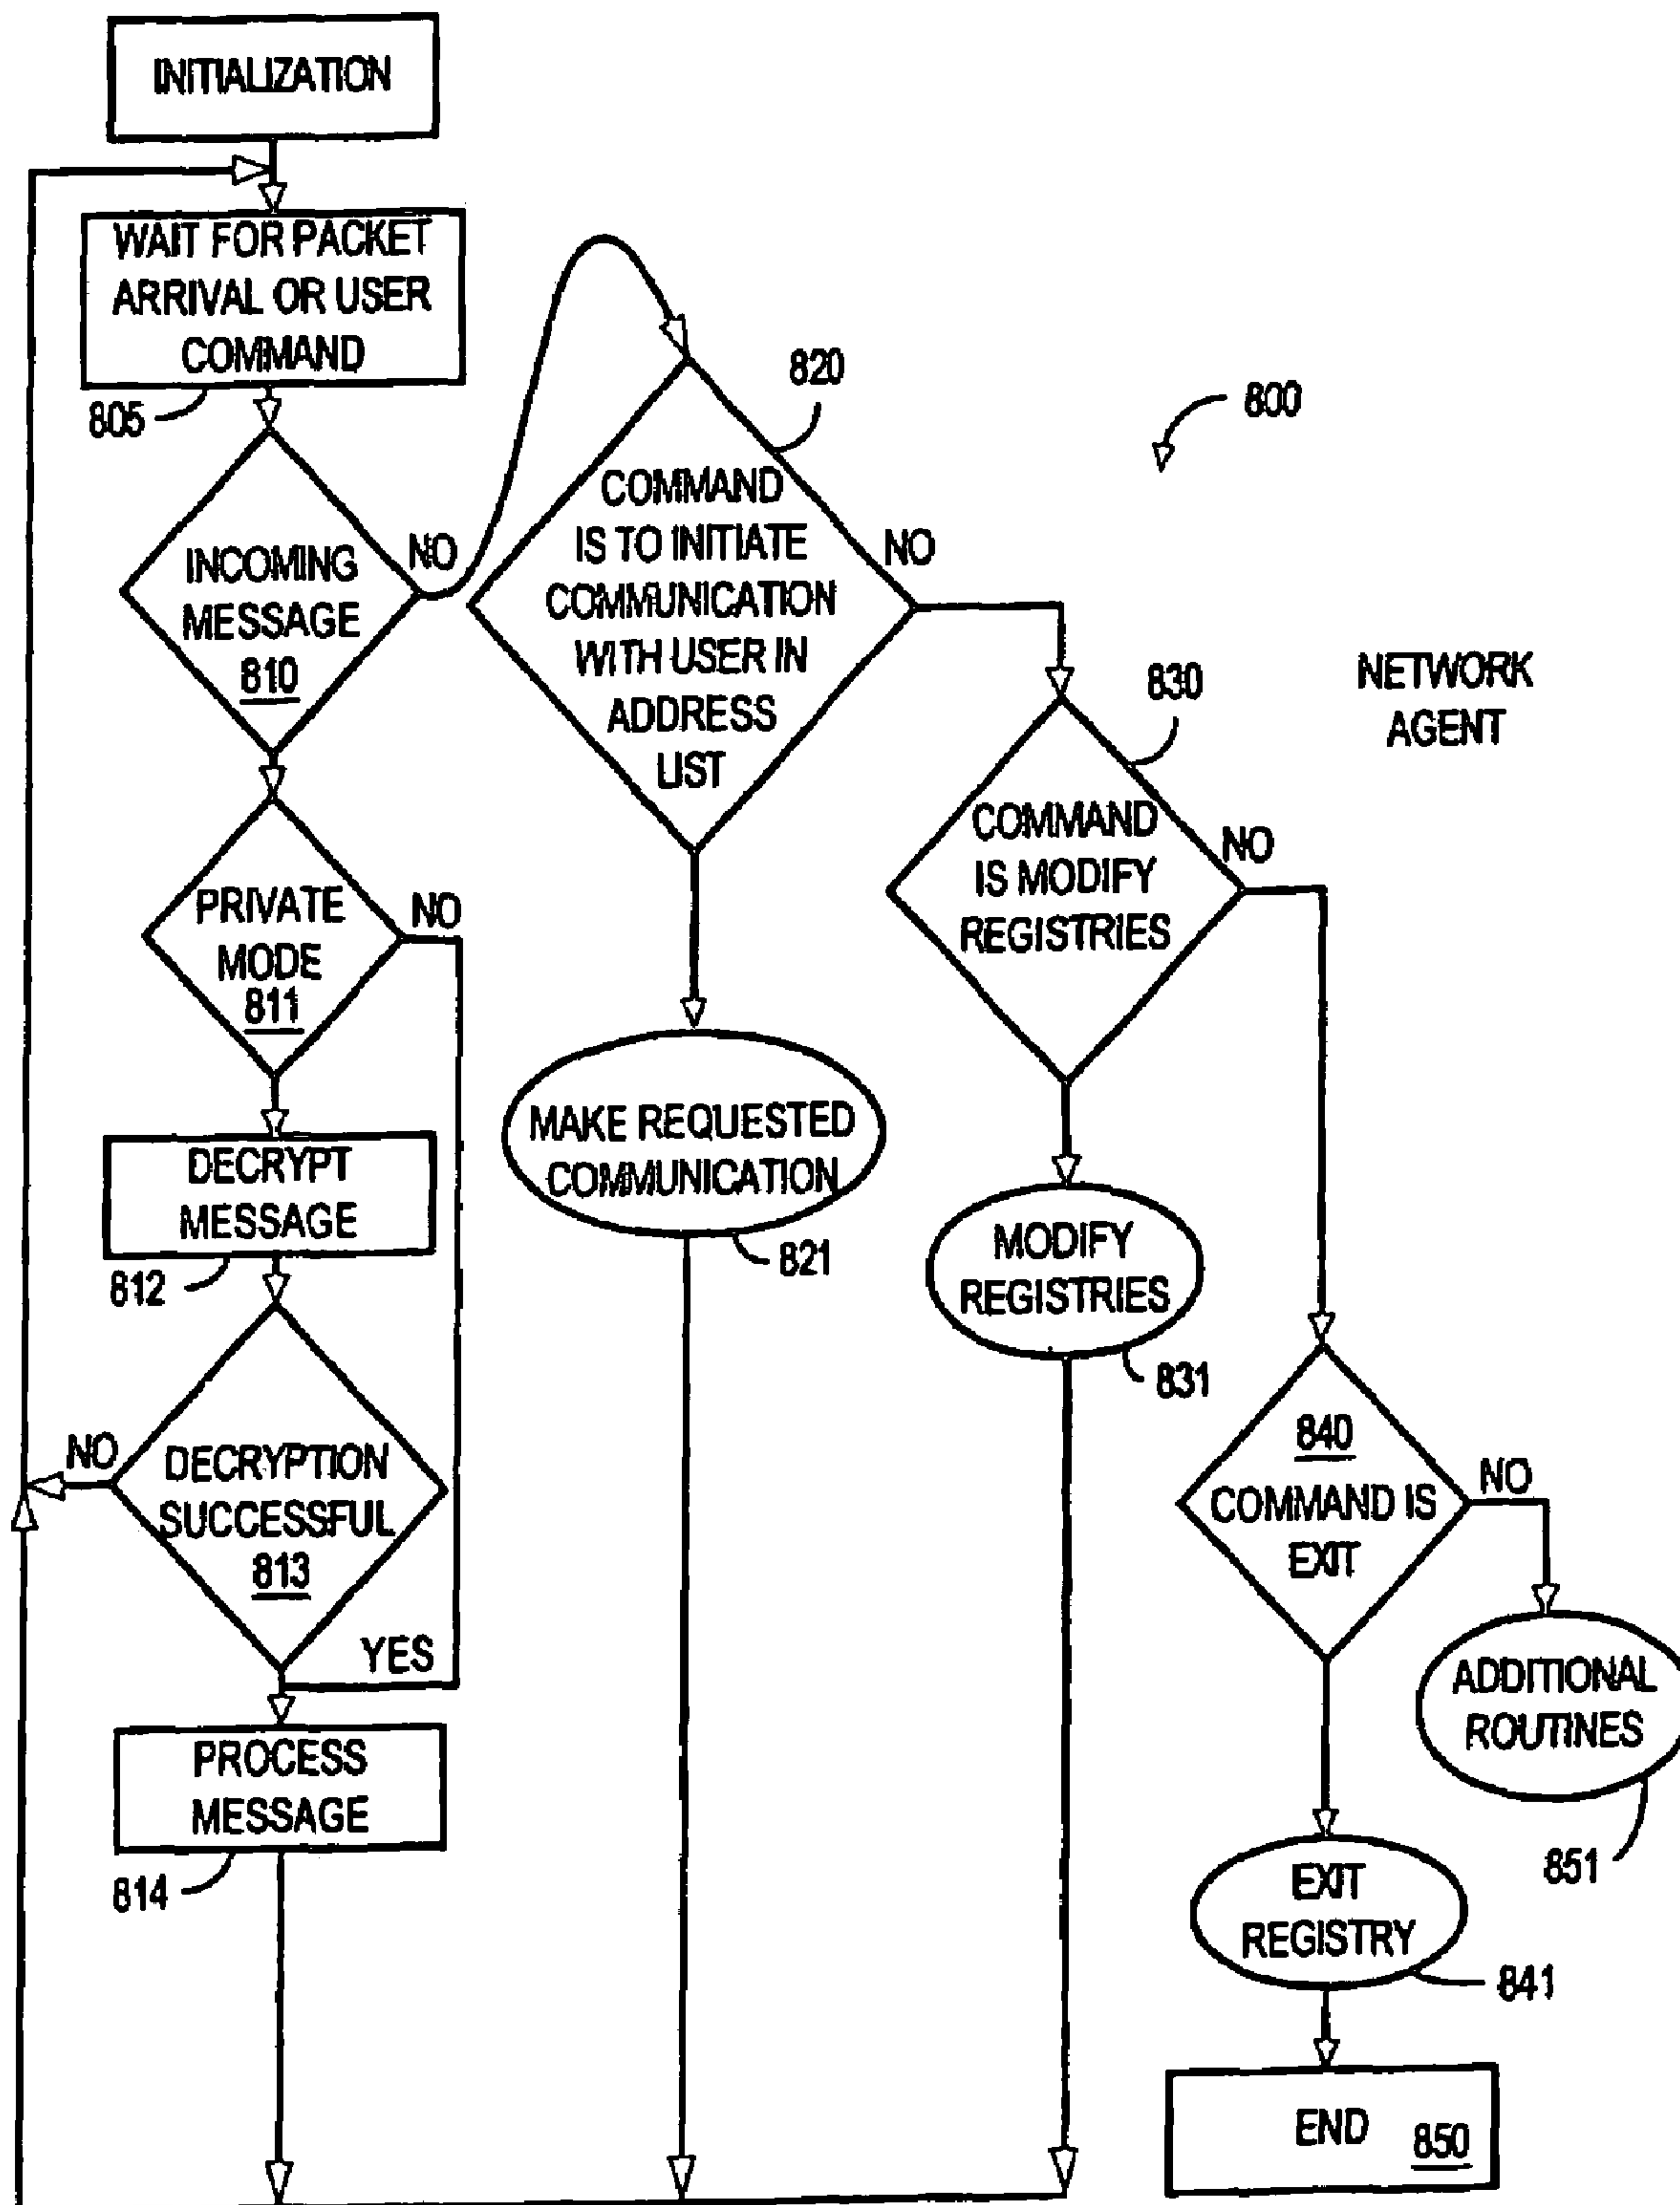 INITIALIZATION
WAIT FOR PACKET
ARRIVAL OR USER
COMMAND
805
INCOMING
MESSAGE
810
NO
PRIVATE
MODE
811
NO
DECRYPT
MESSAGE
812
DECRYPTION
SUCCESSFUL
813
NO
YES
PROCESS
MESSAGE
814
820
COMMAND
IS TO INITIATE
COMMUNICATION
WITH USER IN
ADDRESS
LIST
NO
MAKE REQUESTED
COMMUNICATION
821
800
NETWORK
AGENT
830
COMMAND
IS MODIFY
REGISTRIES
NO
MODIFY
REGISTRIES
831
840
COMMAND IS
EXIT
NO
ADDITIONAL
ROUTINES
851
EXIT
REGISTRY
841
END
850